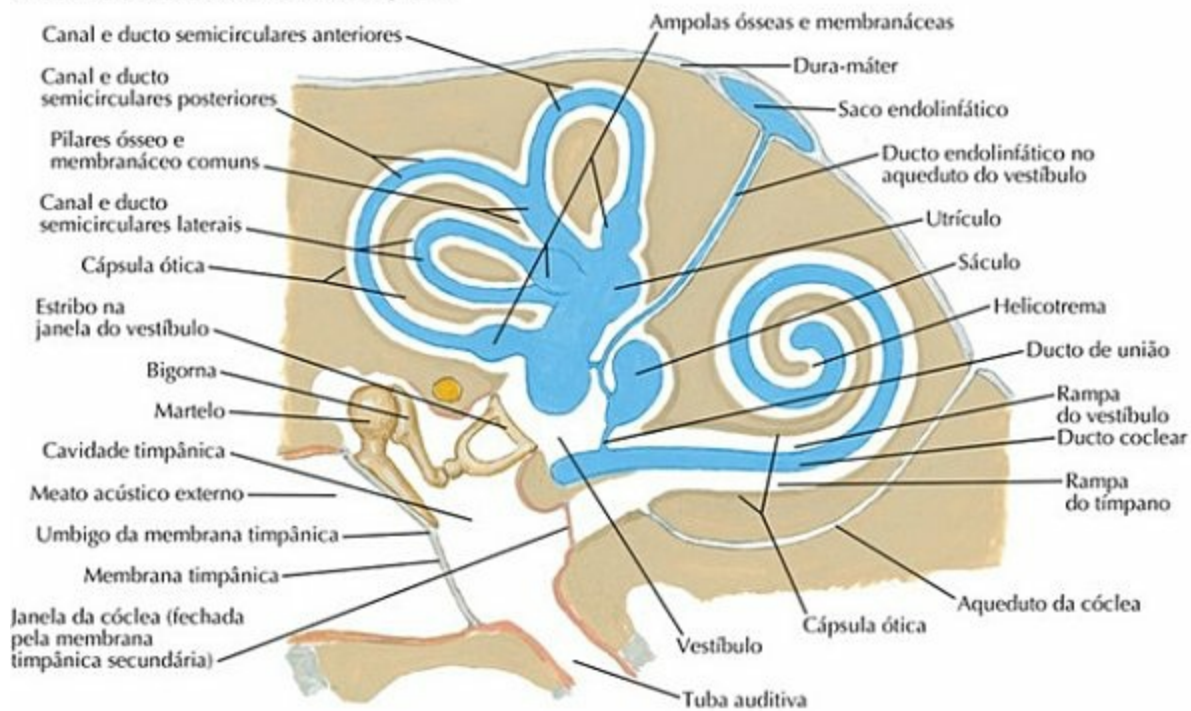 Canal e ducto semicirculares anteriores
Canal e ducto
semicirculares posteriores
Pilares ósseo e
membranáceo comuns
Canal e ducto
semicirculares laterais
Cápsula ótica
Estribo na
janela do vestíbulo
Bigorna
Martelo
Cavidade timpânica
Meato acústico externo
Umbigo da membrana timpânica
Membrana timpânica
Janela da cóclea (fechada
pela membrana
timpânica secundária)
Ampolas ósseas e membranáceas
Dura-máter
Saco endolinfático
Ducto endolinfático no
aqueduto do vestíbulo
Utrículo
Sáculo
Helicotrema
Ducto de união
Rampa
do vestíbulo
Ducto coclear
Rampa
do tímpano
Aqueduto da cóclea
Cápsula ótica
Vestíbulo
Tuba auditiva